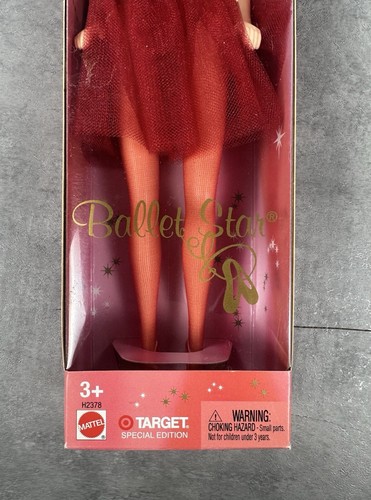 Ballet Star®
3+
H2378
MATTEL
TARGET.
SPECIAL EDITION
WARNING:
CHOKING HAZARD - Small parts.
Not for children under 3 years.